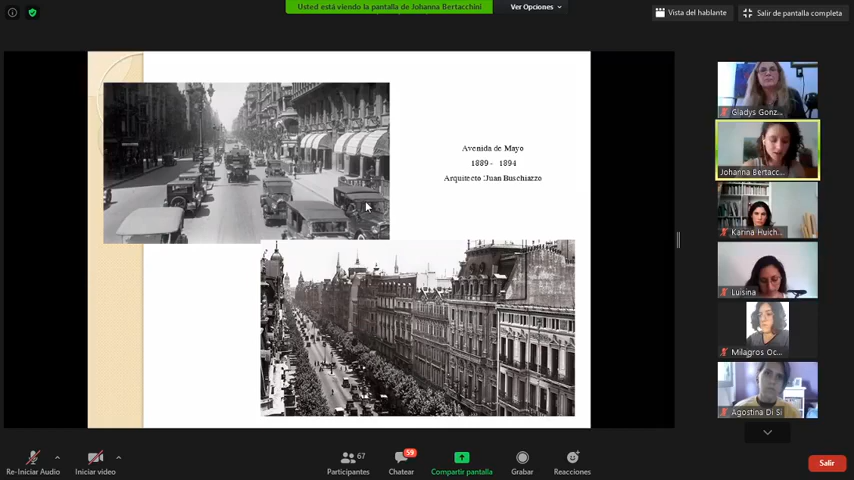 Usted está viendo la pantalla de Johanna Bertacchini
Ver Opciones
Vista del hablante
Salir de pantalla completa
Avenida de Mayo
1889 - 1894
Arquitecto :Juan Buschiazzo
Gladys Gonz...
Johanna Bertacc...
Karina Huich...
Luisina
Milagros Oc...
Agostina Di Si
67
59
Re-Iniciar Audio
Iniciar video
Participantes
Chatear
Compartir pantalla
Grabar
Reacciones
Salir